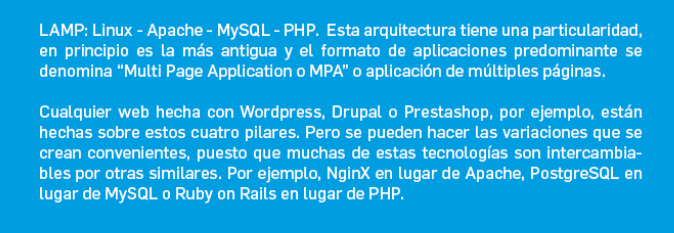 LAMP: Linux - Apache - MySQL - PHP. Esta arquitectura tiene una particularidad,
en principio es la más antigua y el formato de aplicaciones predominante se
denomina “Multi Page Application o MPA” o aplicación de múltiples páginas.
Cualquier web hecha con Wordpress, Drupal o Prestashop, por ejemplo, están
hechas sobre estos cuatro pilares. Pero se pueden hacer las variaciones que se
crean convenientes, puesto que muchas de estas tecnologías son intercambia-
bles por otras similares. Por ejemplo, NginX en lugar de Apache, PostgreSQL en
lugar de MySQL o Ruby on Rails en lugar de PHP.